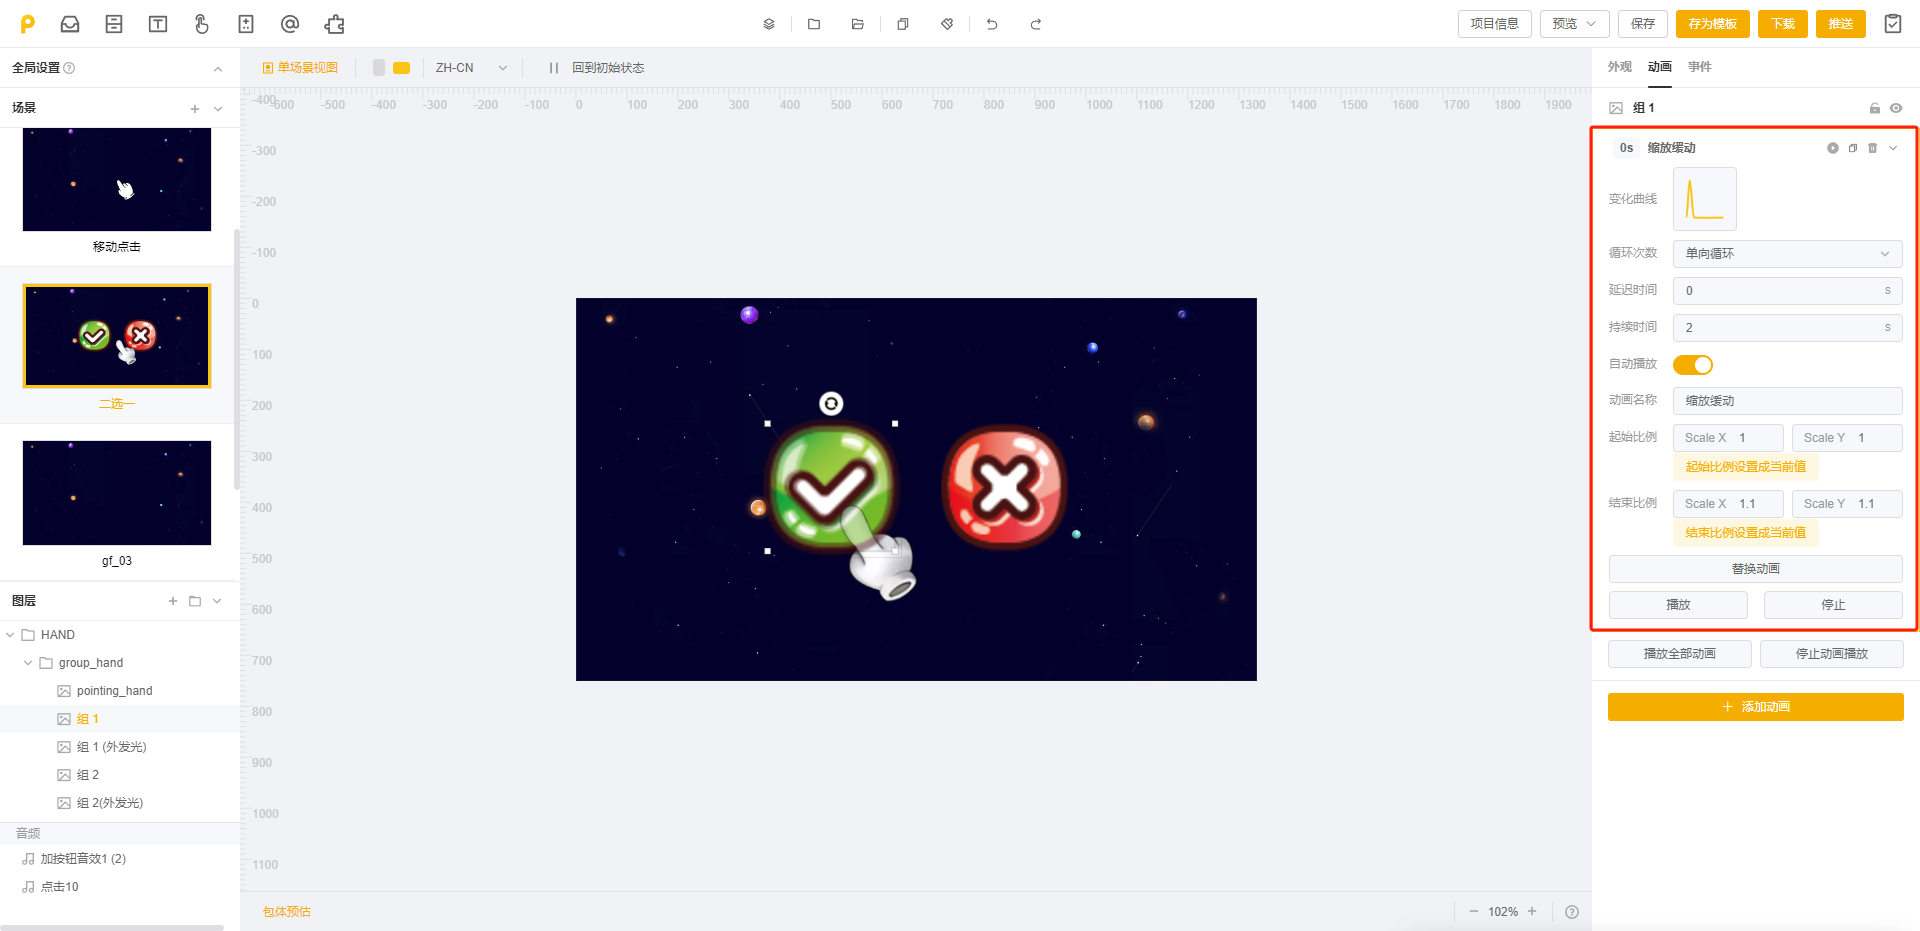 项目信息 预览 保存 存为模板 下载 推送
全局设置
单场景视图 ZH-CN 回到初始状态
外观 动画 事件
场景
-400 -600 -500 -400 -300 -200 -100 0 100 200 300 400 500 600 700 800 900 1000 1100 1200 1300 1400 1500 1600 1700 1800 1900
组 1
0s 缩放缓动
变化曲线
循环次数 单向循环
延迟时间 0 s
持续时间 2 s
自动播放
动画名称 缩放缓动
起始比例 Scale X 1 Scale Y 1
起始比例设置成当前值
结束比例 Scale X 1.1 Scale Y 1.1
结束比例设置成当前值
替换动画
播放 停止
播放全部动画 停止动画播放
添加动画
-300
-200
-100
0
100
200
300
400
500
600
700
800
900
1000
1100
移动点击
二选一
gf_03
图层
HAND
group_hand
pointing_hand
组 1
组 1 (外发光)
组 2
组 2(外发光)
音频
加按钮音效1 (2)
点击10
包体预估
102%